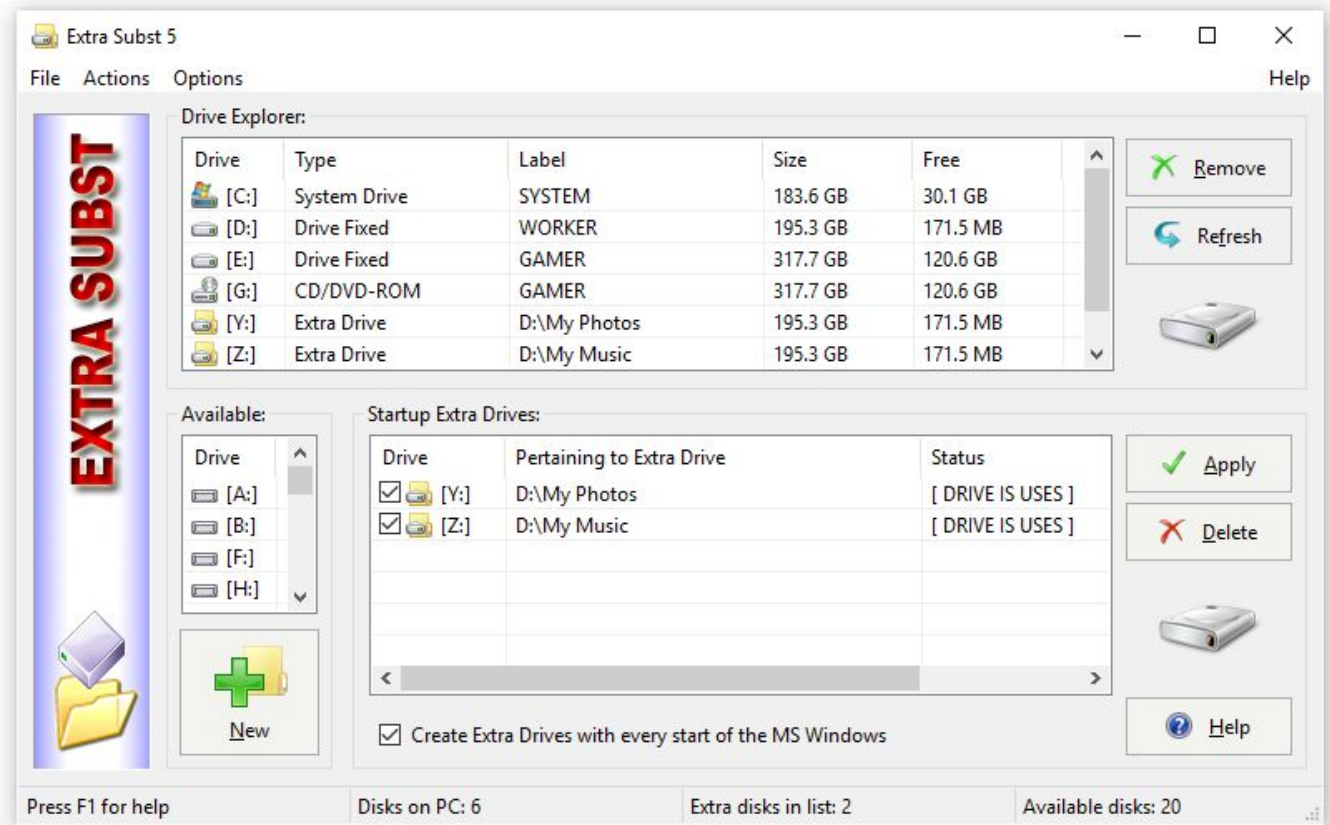 Extra Subst 5
File Actions Options Help
EXTRA SUBST
Drive Explorer:
Drive Type Label Size Free
[C:] System Drive SYSTEM 183.6 GB 30.1 GB
[D:] Drive Fixed WORKER 195.3 GB 171.5 MB
[E:] Drive Fixed GAMER 317.7 GB 120.6 GB
[G:] CD/DVD-ROM GAMER 317.7 GB 120.6 GB
[Y:] Extra Drive D:\My Photos 195.3 GB 171.5 MB
[Z:] Extra Drive D:\My Music 195.3 GB 171.5 MB
Remove
Refresh
Available:
Drive
[A:]
[B:]
[F:]
[H:]
New
Startup Extra Drives:
Drive Pertaining to Extra Drive Status
[Y:] D:\My Photos [ DRIVE IS USES ]
[Z:] D:\My Music [ DRIVE IS USES ]
Create Extra Drives with every start of the MS Windows
Apply
Delete
Help
Press F1 for help Disks on PC: 6 Extra disks in list: 2 Available disks: 20